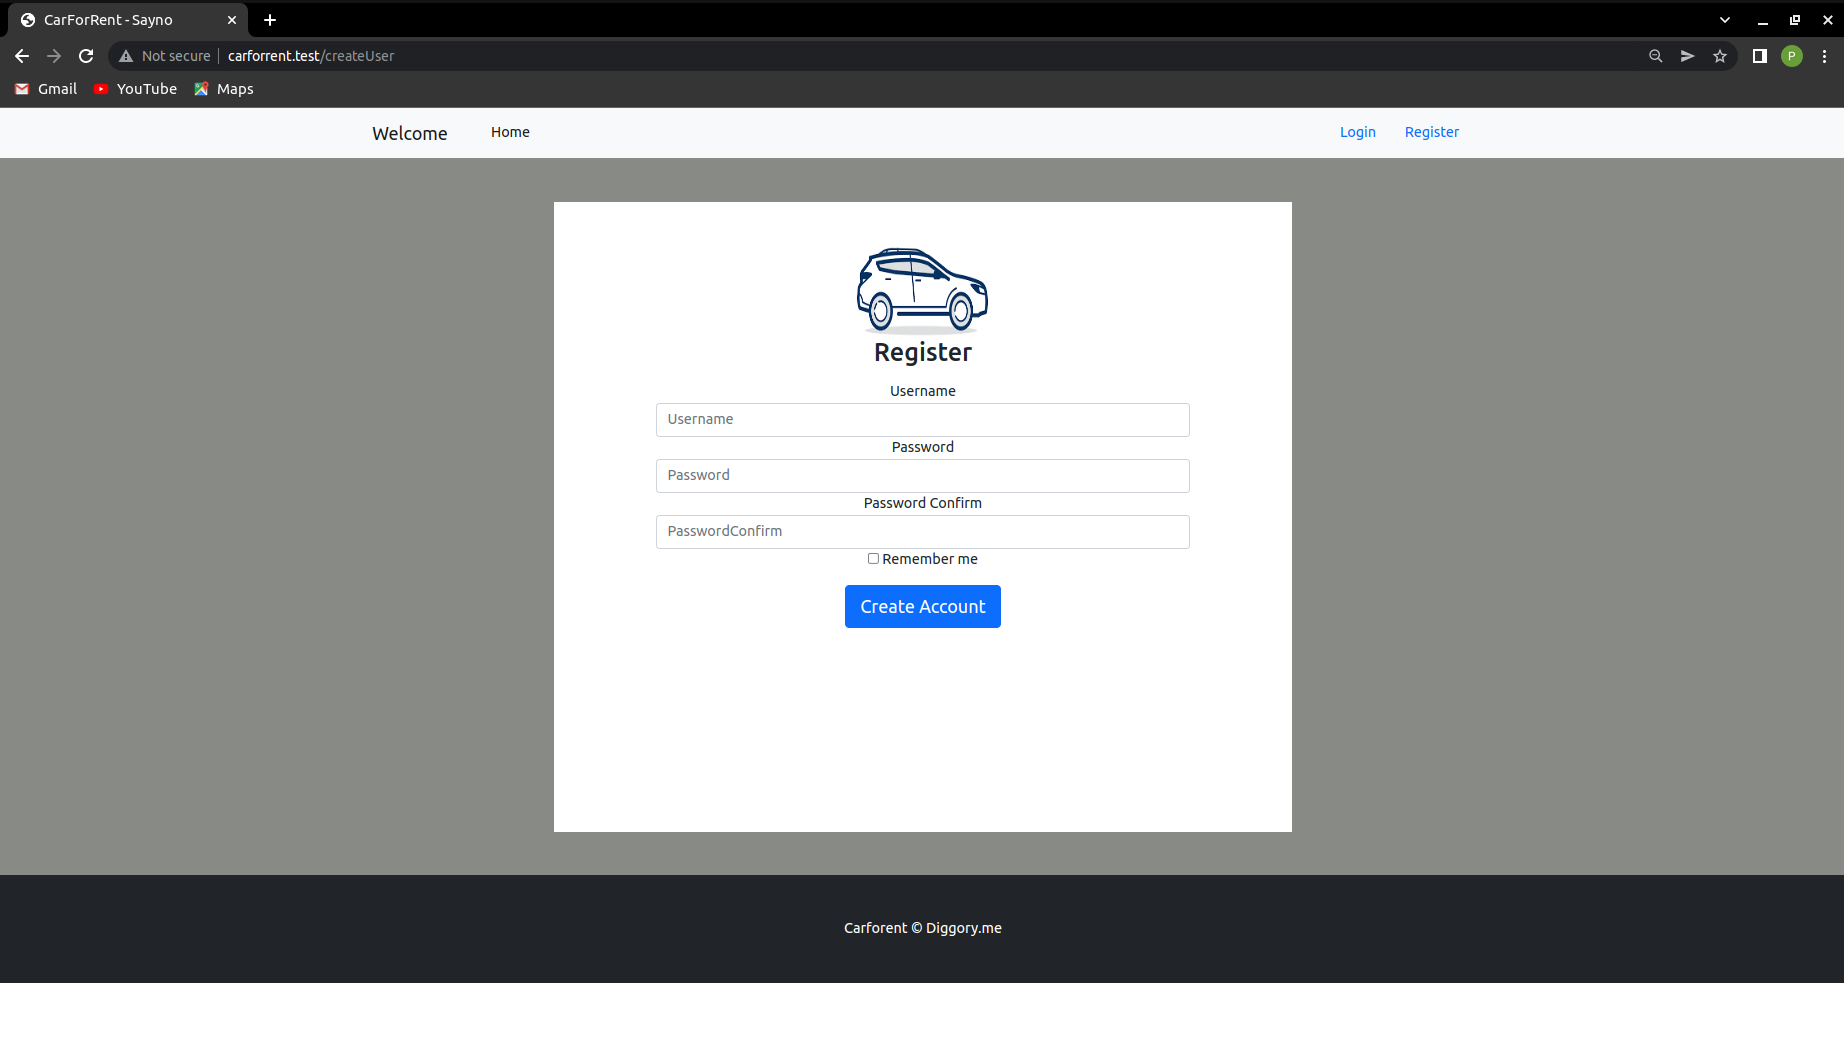 CarForRent - Sayno
Not secure carforrent.test/createUser
P
Gmail YouTube Maps
Welcome Home Login Register
Register
Username
Username
Password
Password
Password Confirm
PasswordConfirm
Remember me
Create Account
Carforent © Diggory.me